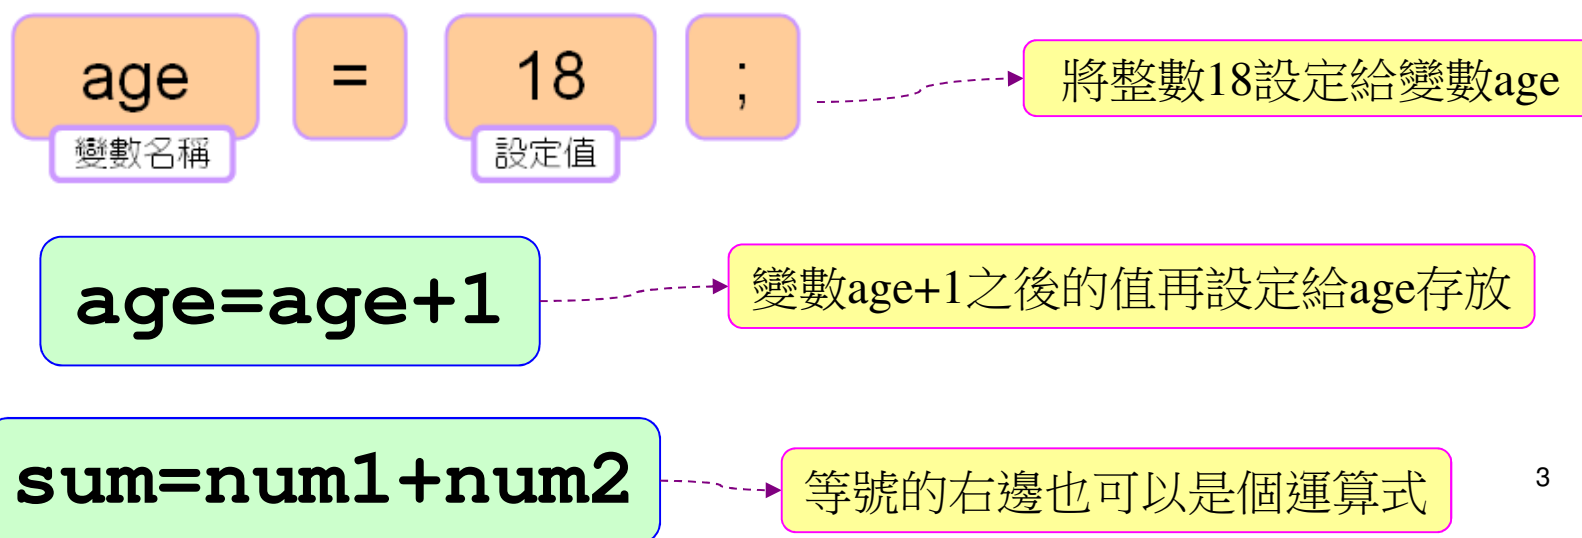 age = 18 ;
變數名稱
設定值
將整數18設定給變數age
age=age+1
變數age+1之後的值再設定給age存放
sum=num1+num2
等號的右邊也可以是個運算式
3